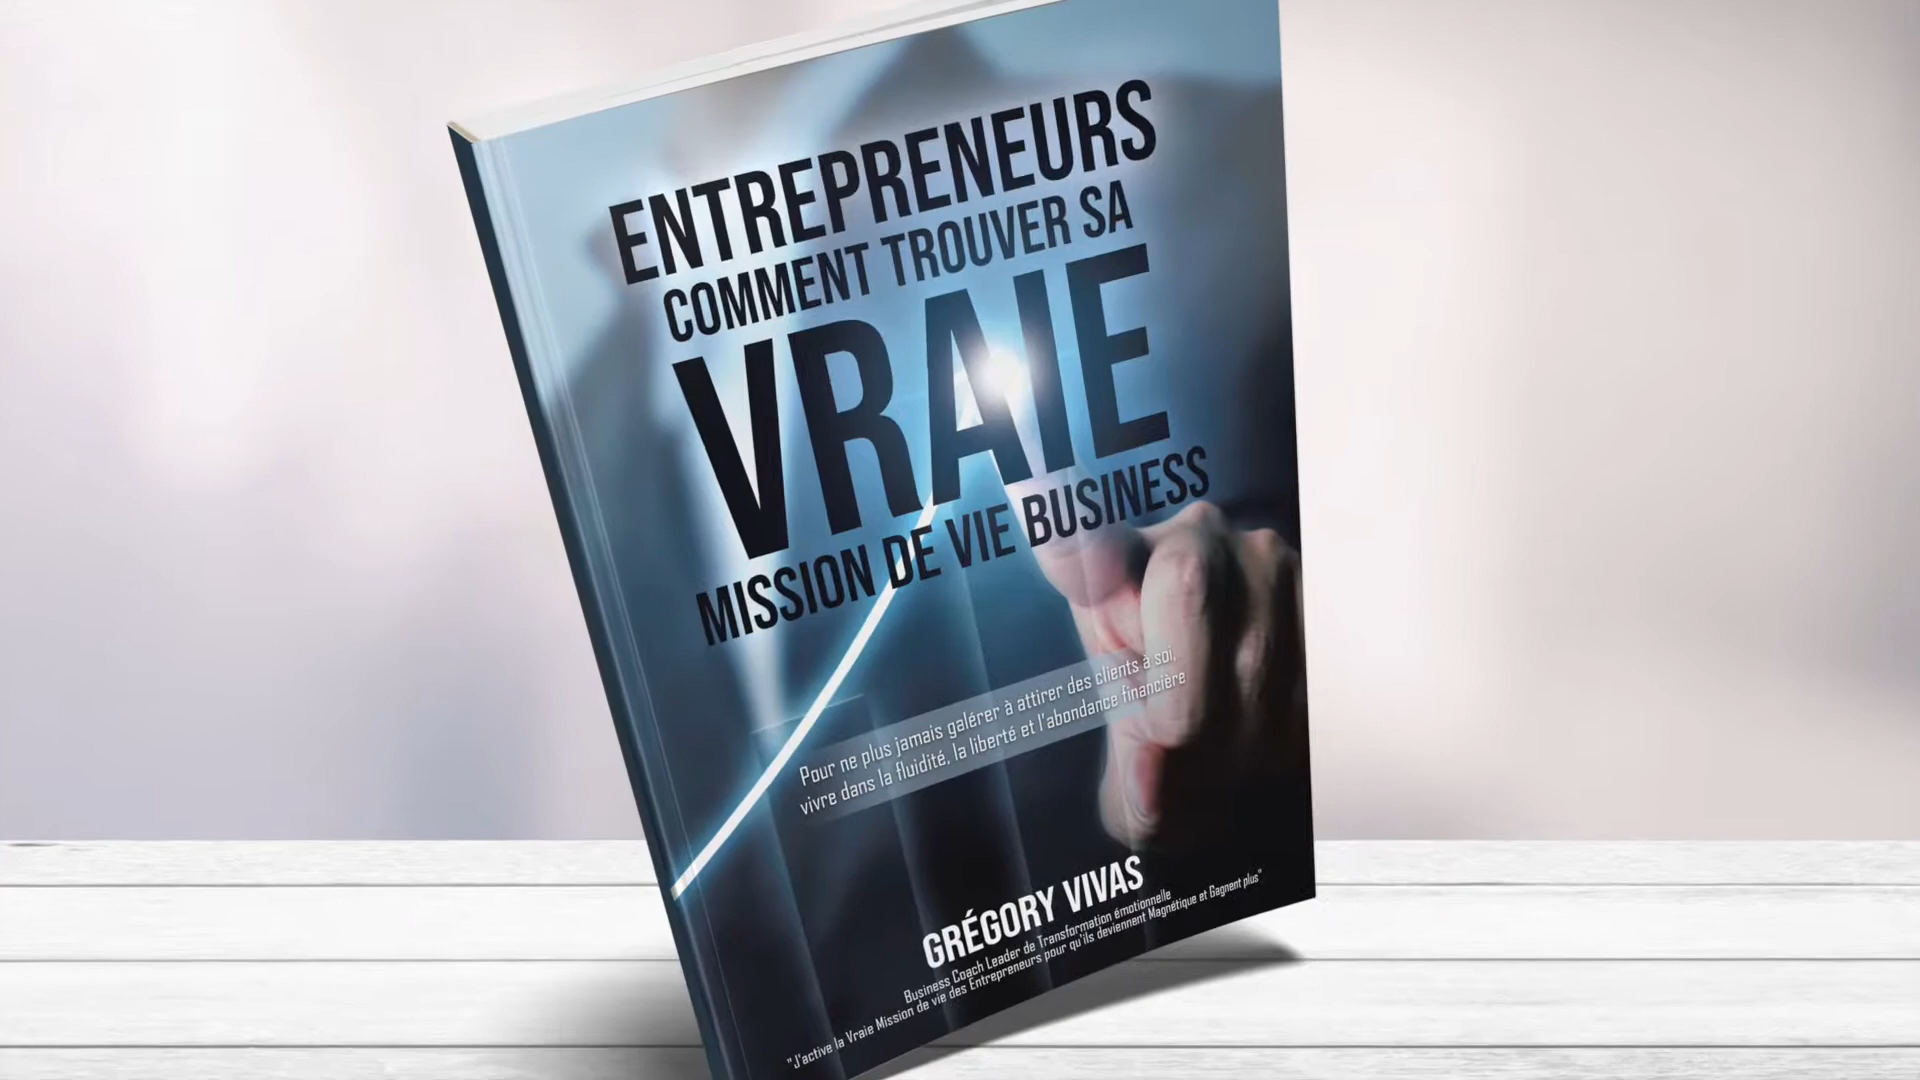 ENTREPRENEURS
COMMENT TROUVER SA
VRAIE
MISSION DE VIE BUSINESS
Pour ne plus jamais galérer à attirer des clients à soi,
vivre dans la fluidité, la liberté et l'abondance financière
GRÉGORY VIVAS
Business Coach Leader de Transformation émotionnelle
"J'active la Vraie Mission de vie des Entrepreneurs pour qu'ils deviennent Magnétique et Gagnent plus"